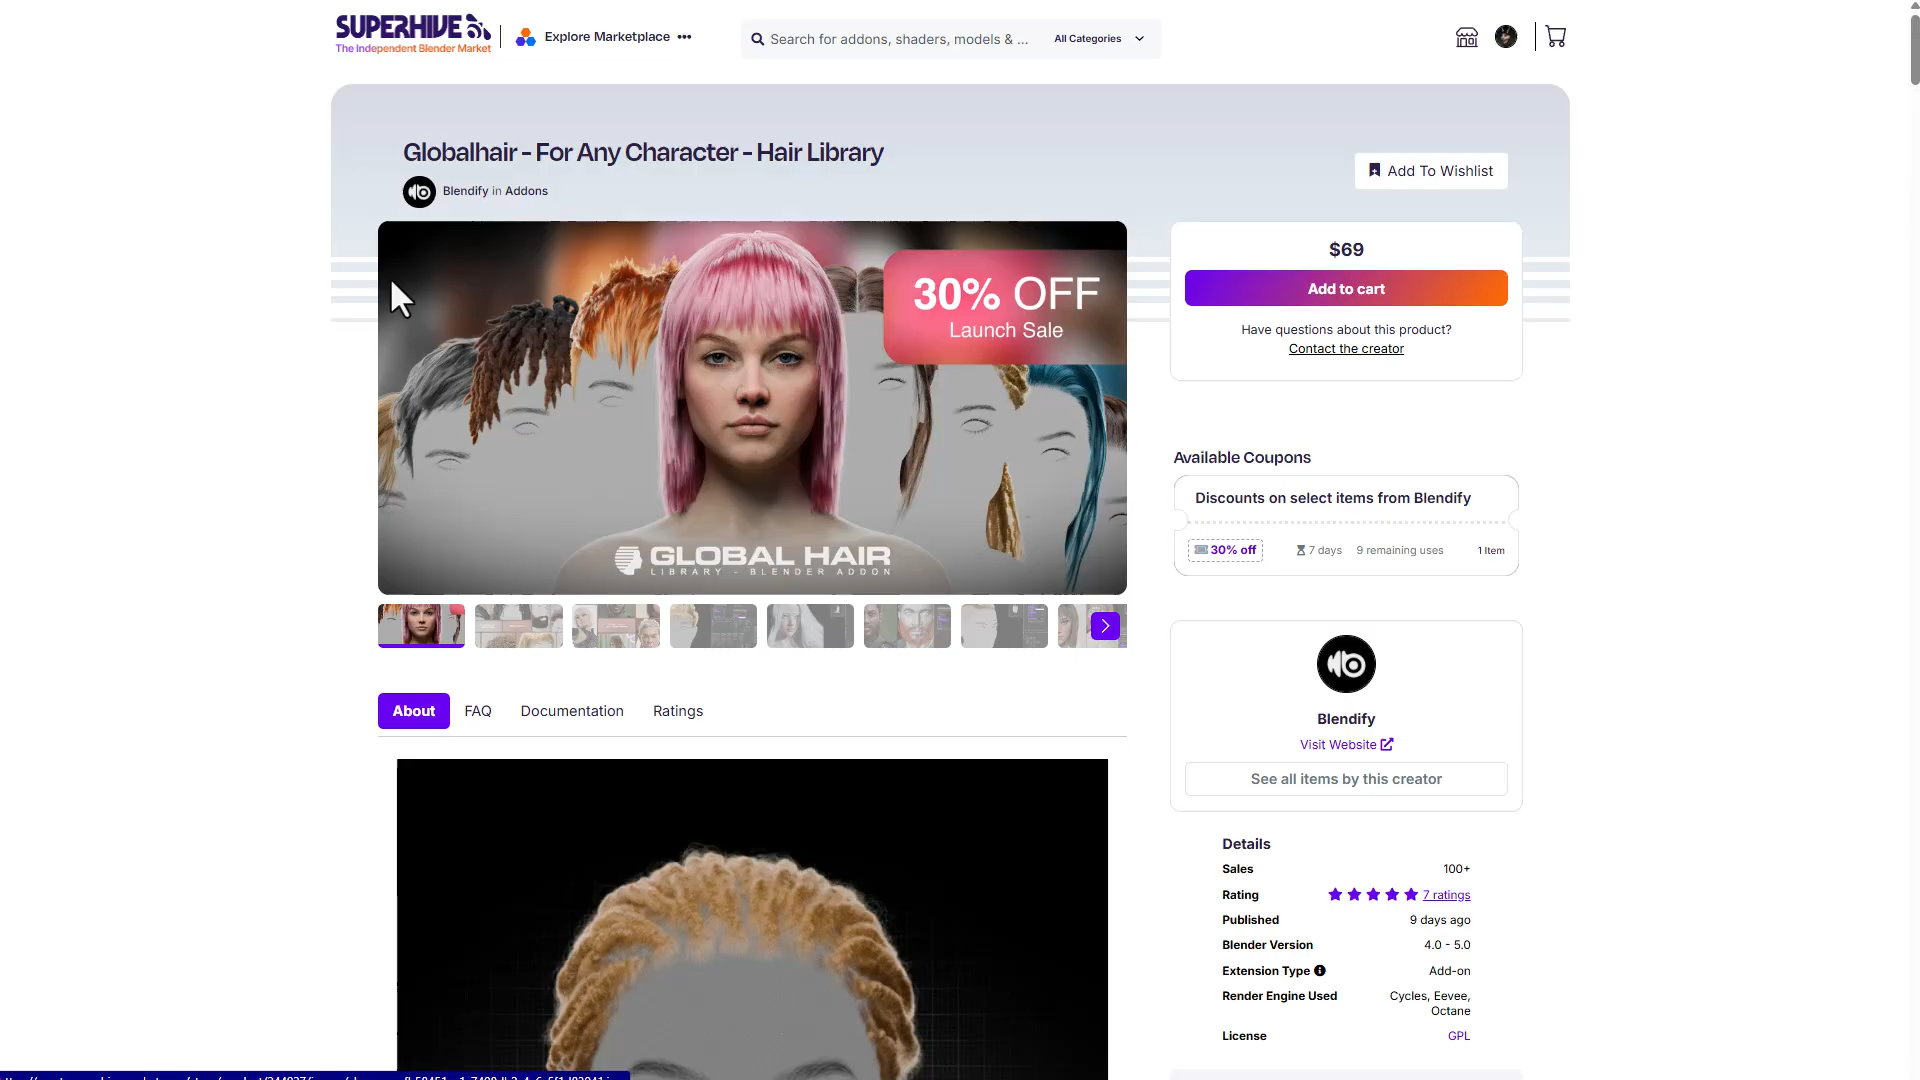 SUPERHIVE
The Independent Blender Market
Explore Marketplace •••
Search for addons, shaders, models & ...
All Categories
Globalhair - For Any Character - Hair Library
Blendify in Addons
Add To Wishlist
30% OFF
Launch Sale
GLOBAL HAIR
LIBRARY - BLENDER ADDON
$69
Add to cart
Have questions about this product?
Contact the creator
Available Coupons
Discounts on select items from Blendify
30% off
7 days
9 remaining uses
1 Item
About
FAQ
Documentation
Ratings
Blendify
Visit Website
See all items by this creator
Details
Sales 100+
Rating 7 ratings
Published 9 days ago
Blender Version 4.0 - 5.0
Extension Type Add-on
Render Engine Used Cycles, Eevee,
Octane
License GPL